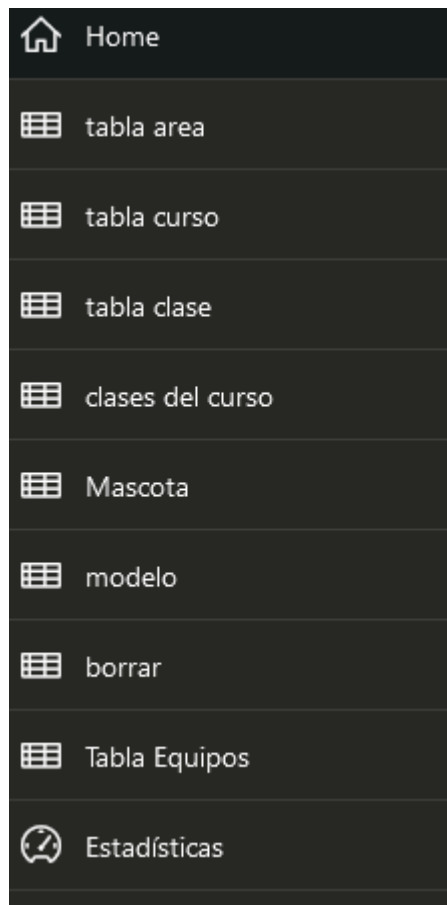 Home
tabla area
tabla curso
tabla clase
clases del curso
Mascota
modelo
borrar
Tabla Equipos
Estadísticas